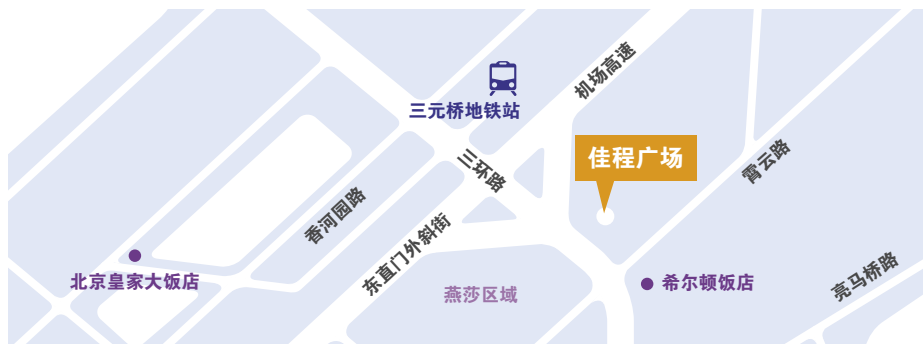 机场高速
三元桥地铁站
佳程广场
三环路
霄云路
香河园路
东直门外斜街
北京皇家大饭店
燕莎区域
希尔顿饭店
亮马桥路